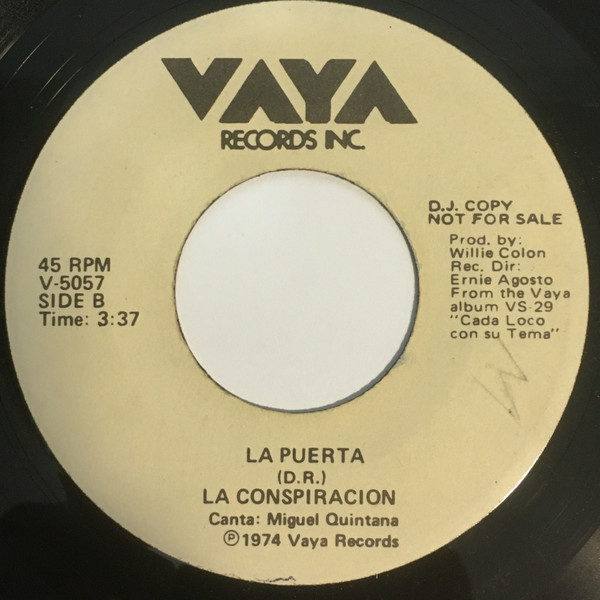 VAYA
RECORDS INC.
D.J. COPY
NOT FOR SALE
Prod. by:
Willie Colon
Rec. Dir:
Ernie Agosto
From the Vaya
album VS-29
"Cada Loco
con su Tema"
45 RPM
V-5057
SIDE B
Time: 3:37
LA PUERTA
(D.R.)
LA CONSPIRACION
Canta: Miguel Quintana
℗1974 Vaya Records